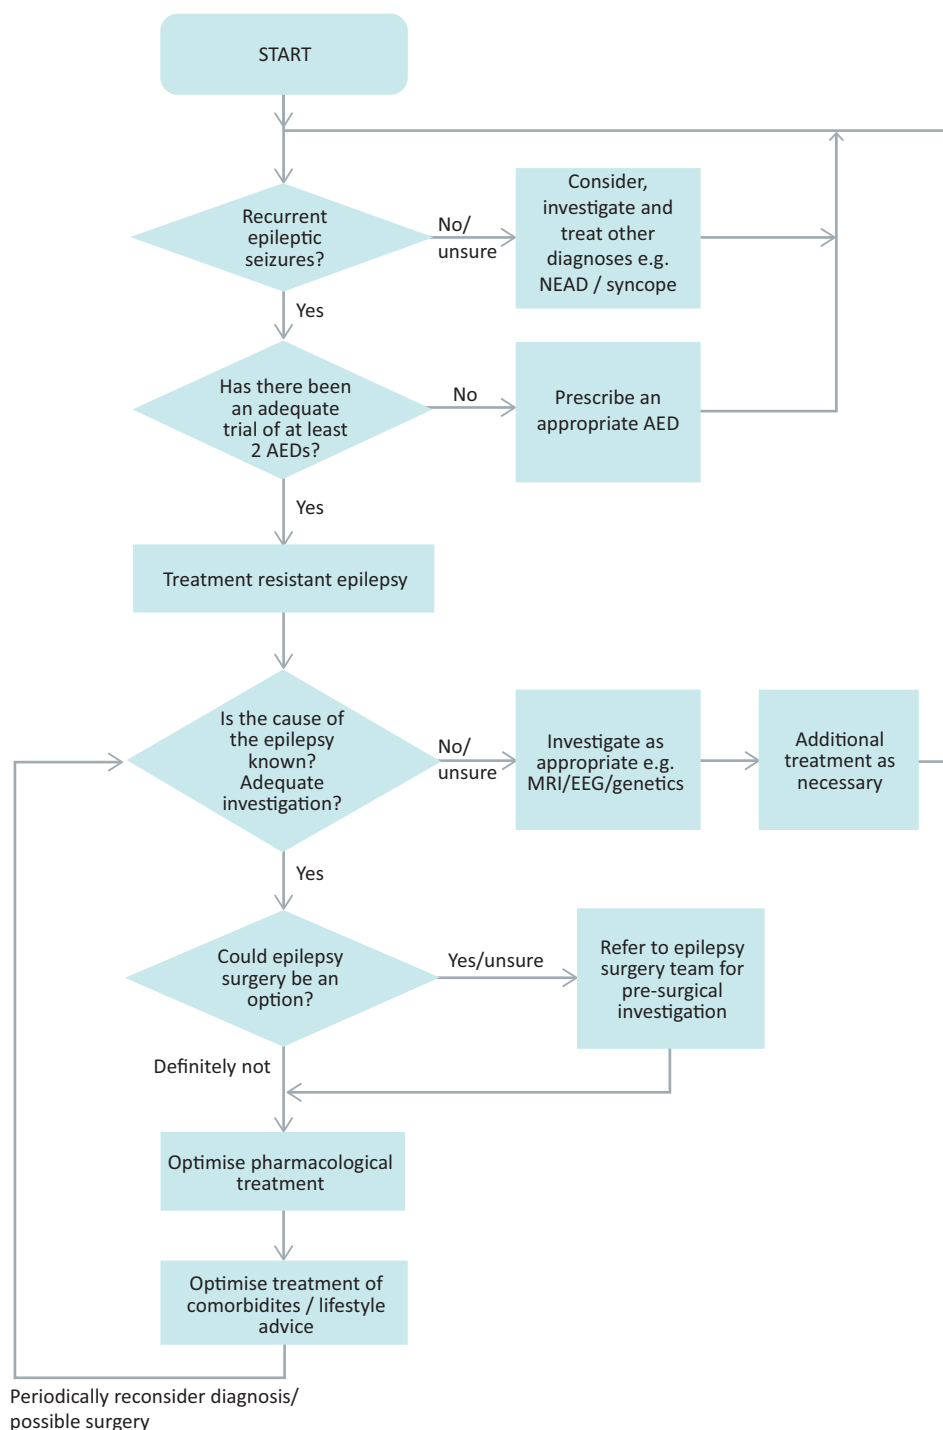 START
Recurrent
epileptic
seizures?
No/
unsure
Consider,
investigate and
treat other
diagnoses e.g.
NEAD / syncope
Yes
Has there been
an adequate
trial of at least
2 AEDs?
No
Prescribe an
appropriate AED
Yes
Treatment resistant epilepsy
Is the cause of
the epilepsy
known?
Adequate
investigation?
No/
unsure
Investigate as
appropriate e.g.
MRI/EEG/genetics
Additional
treatment as
necessary
Yes
Could epilepsy
surgery be an
option?
Yes/unsure
Refer to epilepsy
surgery team for
pre-surgical
investigation
Definitely not
Optimise pharmacological
treatment
Optimise treatment of
comorbidites / lifestyle
advice
Periodically reconsider diagnosis/
possible surgery